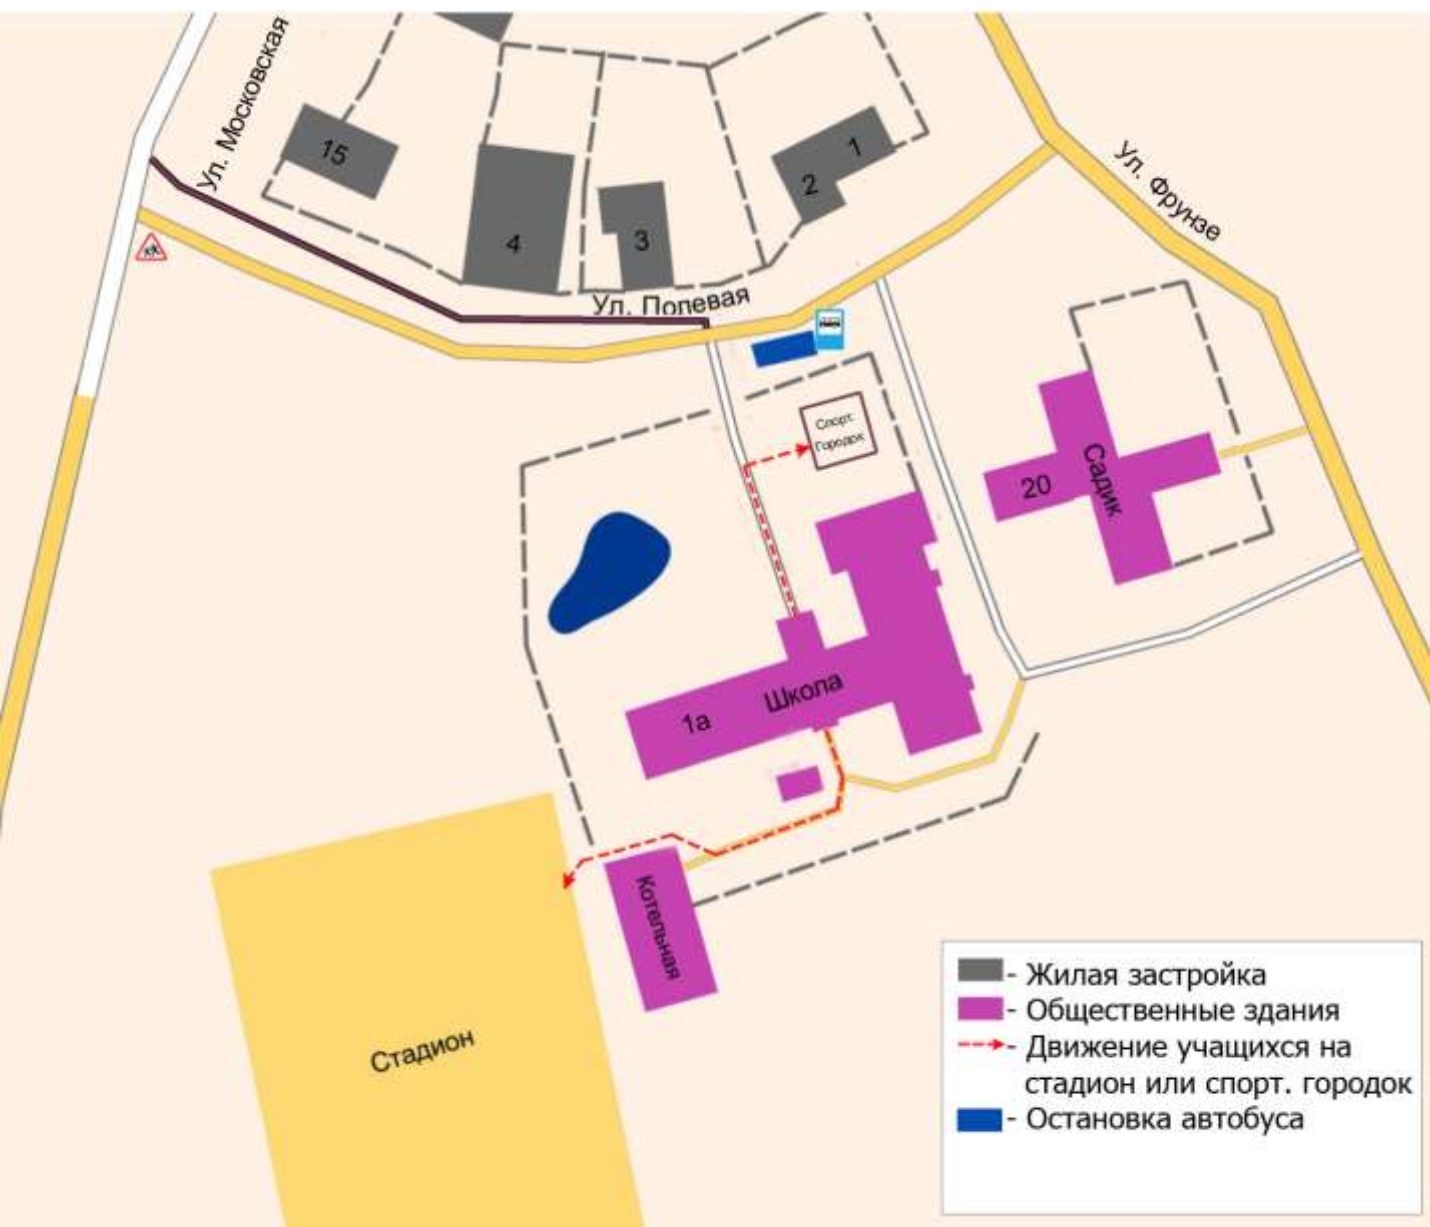 Ул. Московская
15
4
3
2
1
Ул. Фрунзе
Ул. Полевая
Спорт.
Городок
20
Садик
1а
Школа
Котельная
Стадион
- Жилая застройка
- Общественные здания
- Движение учащихся на
стадион или спорт. городок
- Остановка автобуса